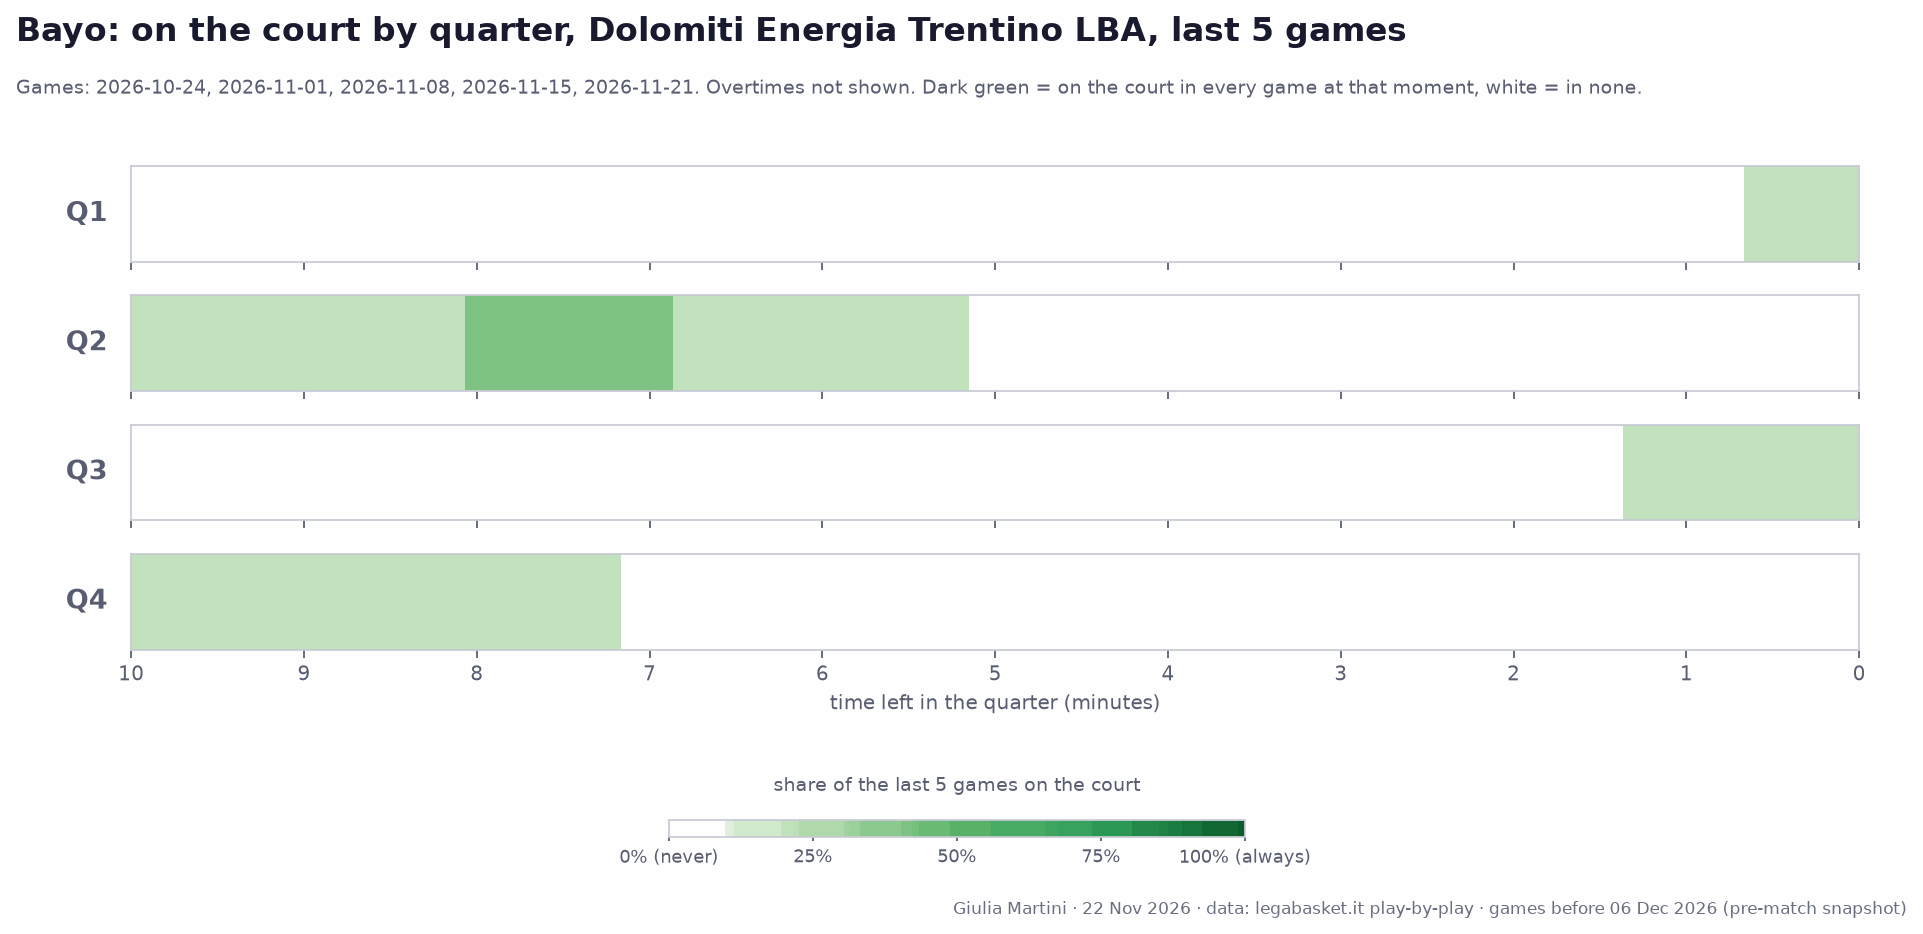 Bayo: on the court by quarter, Dolomiti Energia Trentino LBA, last 5 games
Games: 2026-10-24, 2026-11-01, 2026-11-08, 2026-11-15, 2026-11-21. Overtimes not shown. Dark green = on the court in every game at that moment, white = in none.
Q1
Q2
Q3
Q4
10 9 8 7 6 5 4 3 2 1 0
time left in the quarter (minutes)
share of the last 5 games on the court
0% (never) 25% 50% 75% 100% (always)
Giulia Martini · 22 Nov 2026 · data: legabasket.it play-by-play · games before 06 Dec 2026 (pre-match snapshot)